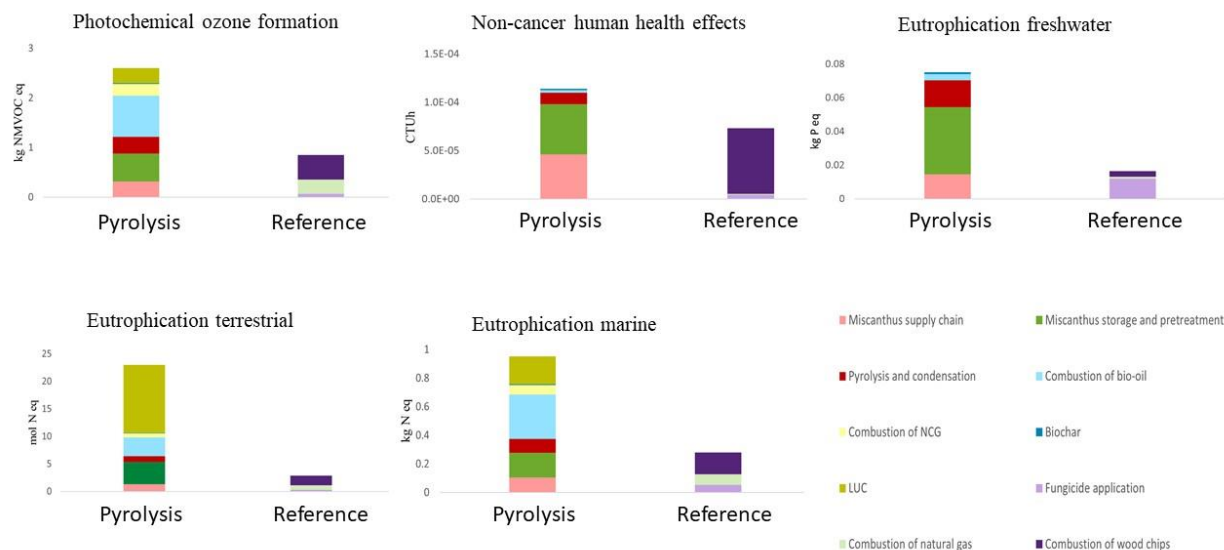 Photochemical ozone formation
3
2
1
0
kg NMVOC eq
Pyrolysis
Reference
Non-cancer human health effects
1.5E-04
1.0E-04
5.0E-05
0.0E+00
CTUh
Pyrolysis
Reference
Eutrophication freshwater
0.08
0.06
0.04
0.02
0
kg P eq
Pyrolysis
Reference
Eutrophication terrestrial
25
20
15
10
5
0
mol N eq
Pyrolysis
Reference
Eutrophication marine
1
0.8
0.6
0.4
0.2
0
kg N eq
Pyrolysis
Reference
Miscanthus supply chain
Miscanthus storage and pretreatment
Pyrolysis and condensation
Combustion of bio-oil
Combustion of NCG
Biochar
LUC
Fungicide application
Combustion of natural gas
Combustion of wood chips